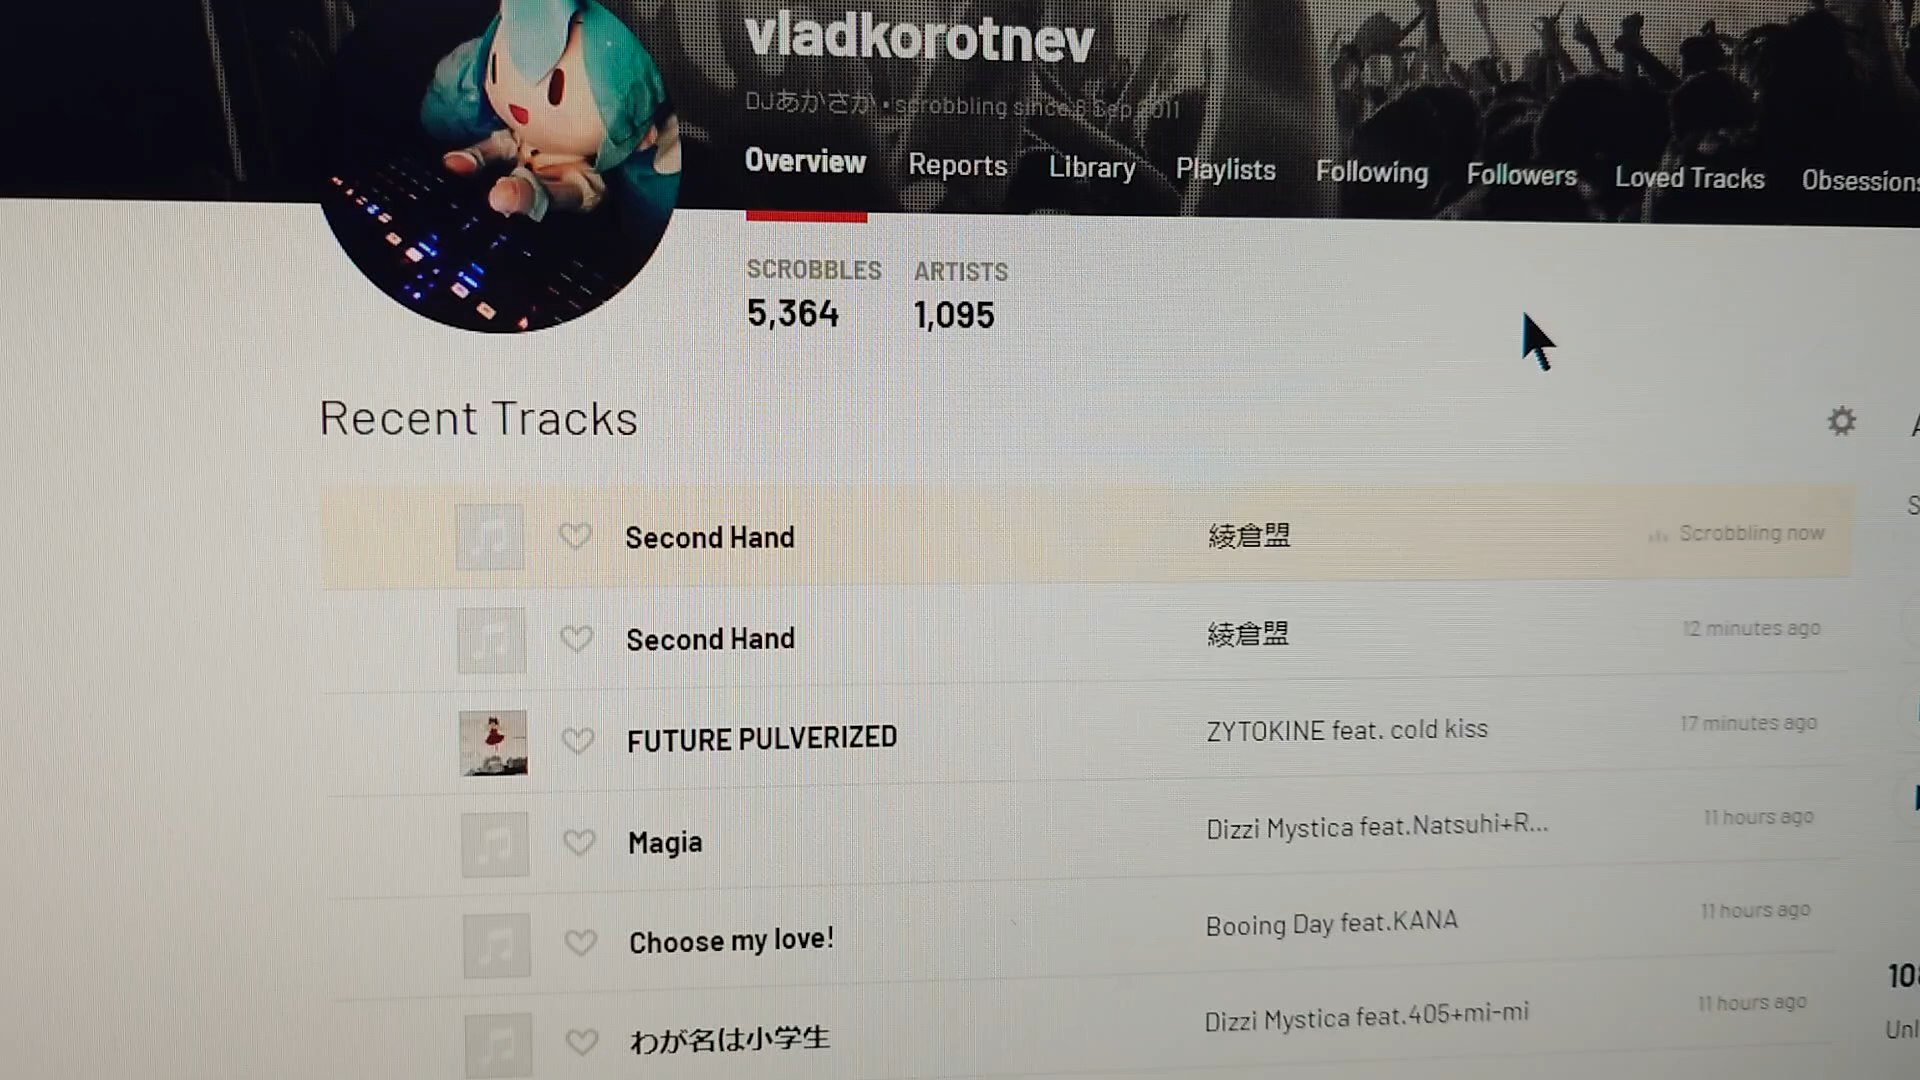 vladkorotnev
DJあかさか • scrobbling since 8 Sep 2011
Overview Reports Library Playlists Following Followers Loved Tracks Obsessions
SCROBBLES ARTISTS
5,364 1,095
Recent Tracks
Second Hand 綾倉盟 Scrobbling now
Second Hand 綾倉盟 12 minutes ago
FUTURE PULVERIZED ZYTOKINE feat. cold kiss 17 minutes ago
Magia Dizzi Mystica feat.Natsuhi+R... 11 hours ago
Choose my love! Booing Day feat.KANA 11 hours ago
わが名は小学生 Dizzi Mystica feat.405+mi-mi 11 hours ago